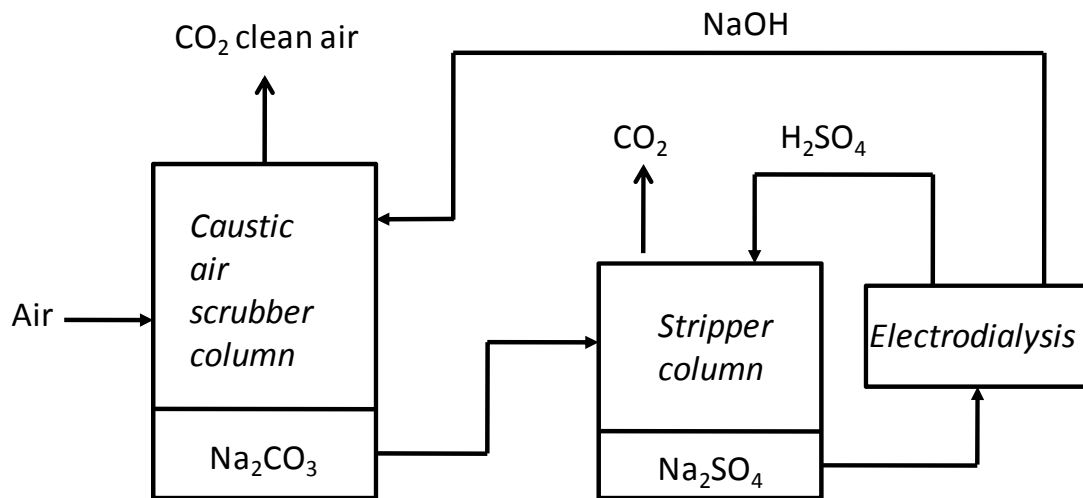 NaOH
CO₂ clean air
CO₂
H₂SO₄
Caustic
air
scrubber
column
Air
Stripper
column
Electrodialysis
Na₂CO₃
Na₂SO₄